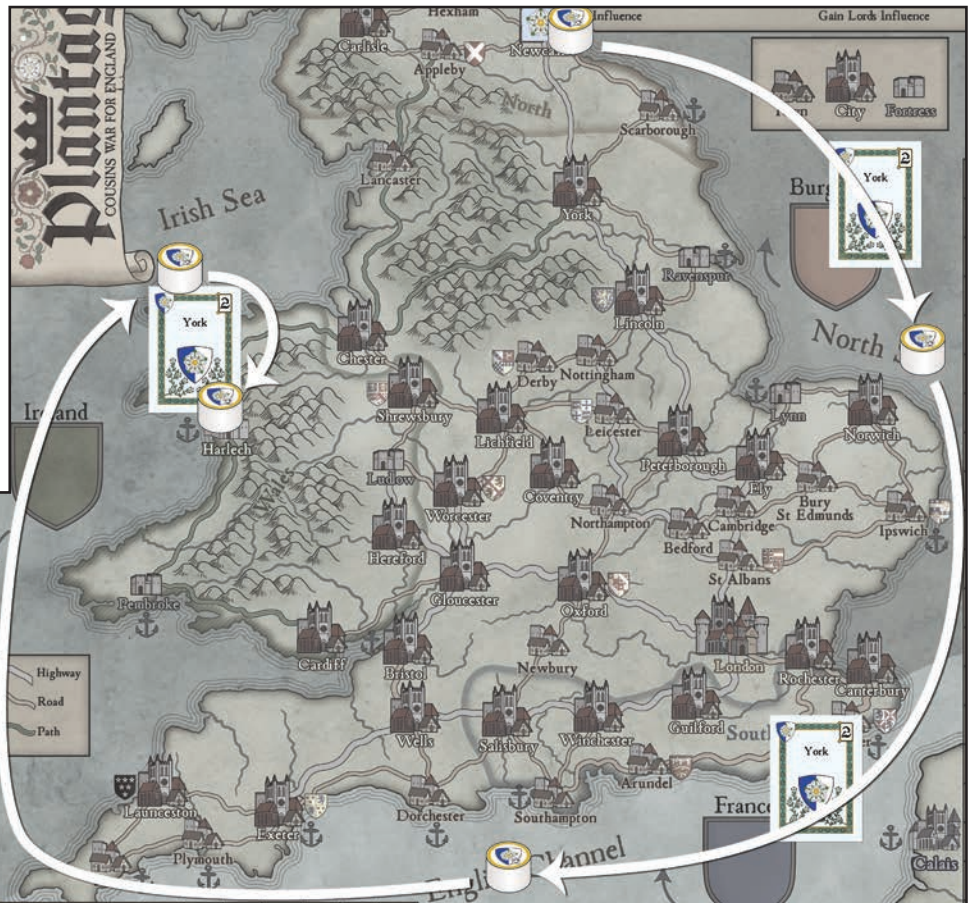 Plantag
COUSINS WAR FOR ENGLAND
Influence
Gain Lords Influence
Hexham
Carlisle
Appleby
North
Scarborough
City
Fortress
Lancaster
York
York
2
Irish Sea
Ravenspur
Lincoln
North
York
2
Chester
Derby
Nottingham
Shrewsbury
Lichfield
Leicester
Lynn
Norwich
Ireland
Harlech
Peterborough
Ely
Ludlow
Worcester
Coventry
Wales
Northampton
Cambridge
Bury
St Edmunds
Ipswich
Bedford
Hereford
Gloucester
St Albans
Oxford
Pembroke
Cardiff
Bristol
Newbury
London
Rochester
Canterbury
Highway
Road
Path
Wells
Salisbury
Winchester
Guilford
South
York
2
Arundel
Launceston
Exeter
Dorchester
Southampton
France
Plymouth
Channel
Calais